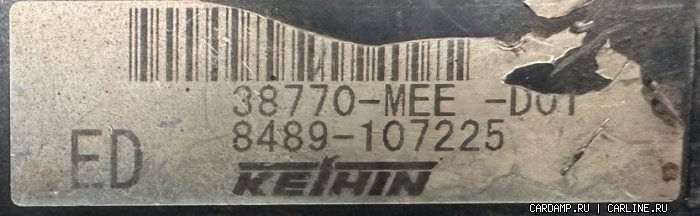 38770-MEE -D01
8489-107225
ED
KEIHIN
CARDAMP.RU | CARLINE.RU